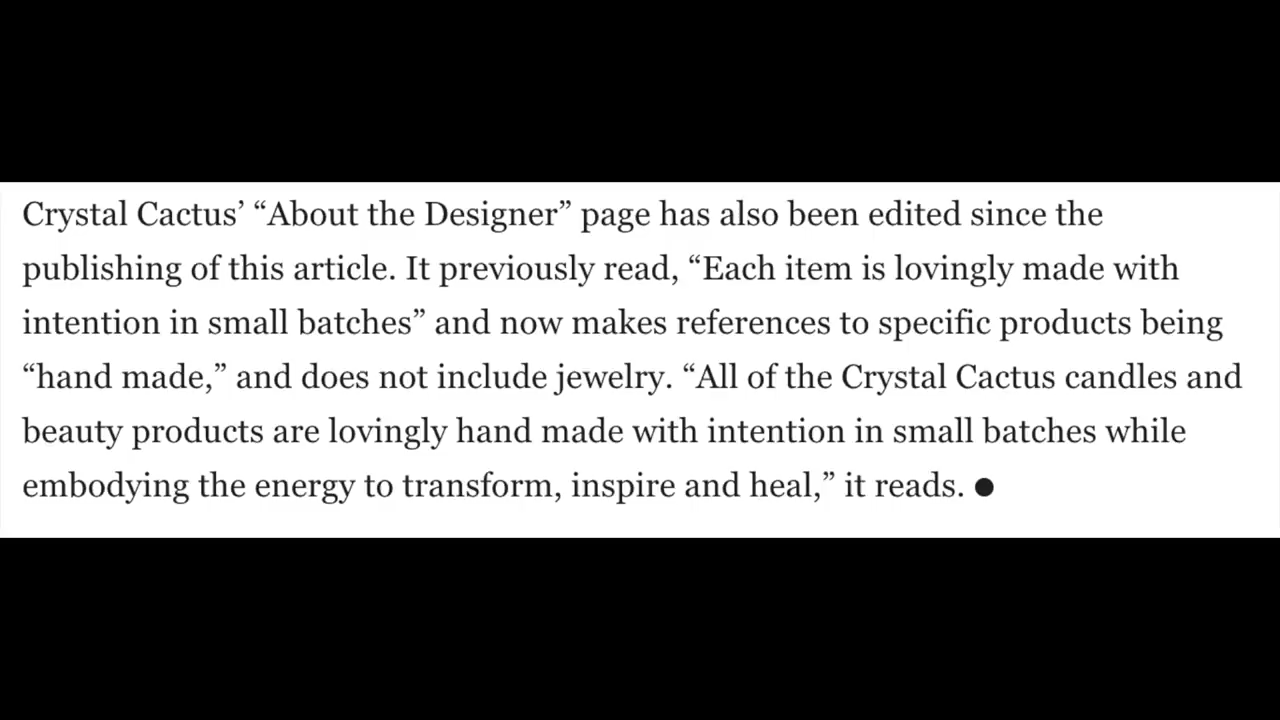 Crystal Cactus’ “About the Designer” page has also been edited since the
publishing of this article. It previously read, “Each item is lovingly made with
intention in small batches” and now makes references to specific products being
“hand made,” and does not include jewelry. “All of the Crystal Cactus candles and
beauty products are lovingly hand made with intention in small batches while
embodying the energy to transform, inspire and heal,” it reads. ●